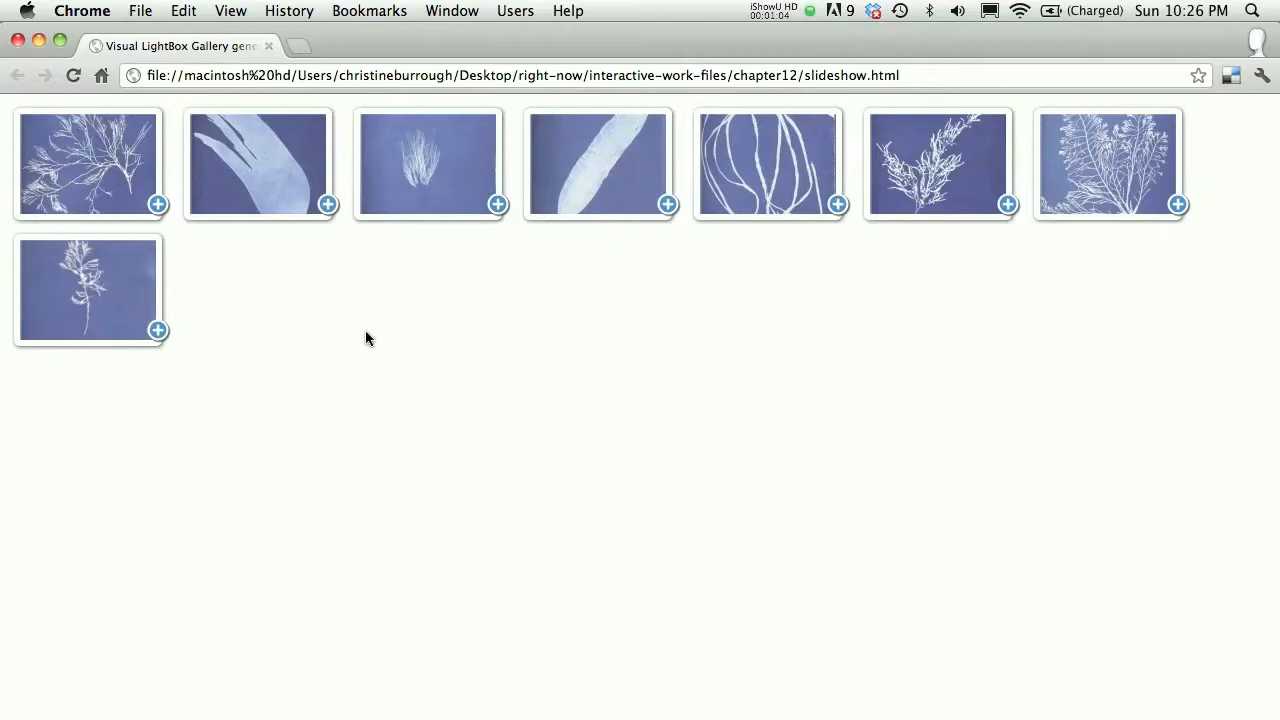 Chrome File Edit View History Bookmarks Window Users Help iShowU HD 00:01:04 9 (Charged) Sun 10:26 PM
Visual LightBox Gallery gene
file://macintosh%20hd/Users/christineburrough/Desktop/right-now/interactive-work-files/chapter12/slideshow.html